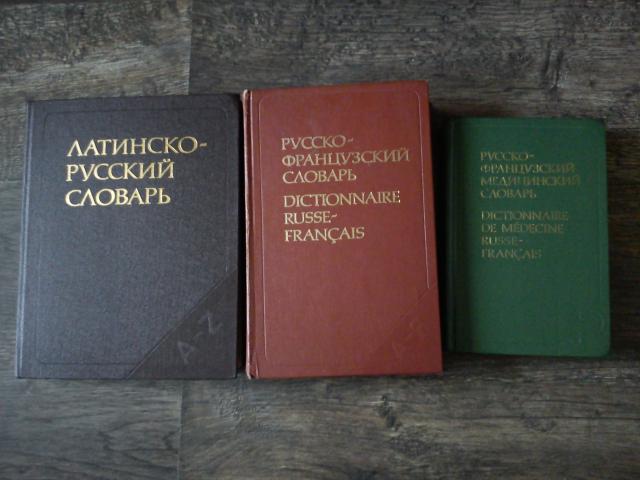 ЛАТИНСКО-
РУССКИЙ
СЛОВАРЬ
A-Z
РУССКО-
ФРАНЦУЗСКИЙ
СЛОВАРЬ
DICTIONNAIRE
RUSSE-
FRANÇAIS
РУССКО-
ФРАНЦУЗСКИЙ
МЕДИЦИНСКИЙ
СЛОВАРЬ
DICTIONNAIRE
DE MÉDECINE
RUSSE-
FRANÇAIS